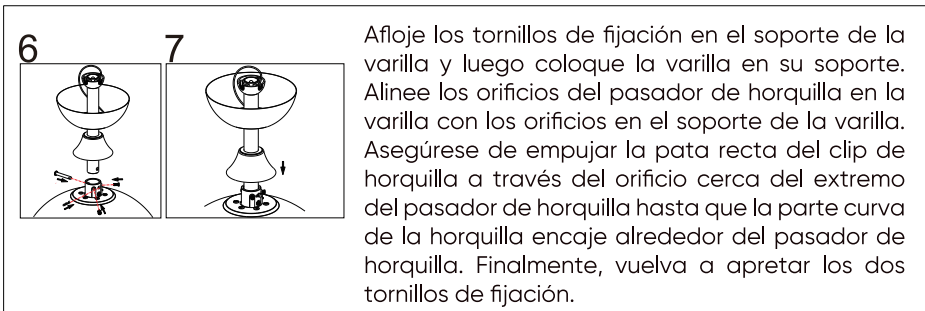 6
7
Afloje los tornillos de fijación en el soporte de la
varilla y luego coloque la varilla en su soporte.
Alinee los orificios del pasador de horquilla en la
varilla con los orificios en el soporte de la varilla.
Asegúrese de empujar la pata recta del clip de
horquilla a través del orificio cerca del extremo
del pasador de horquilla hasta que la parte curva
de la horquilla encaje alrededor del pasador de
horquilla. Finalmente, vuelva a apretar los dos
tornillos de fijación.